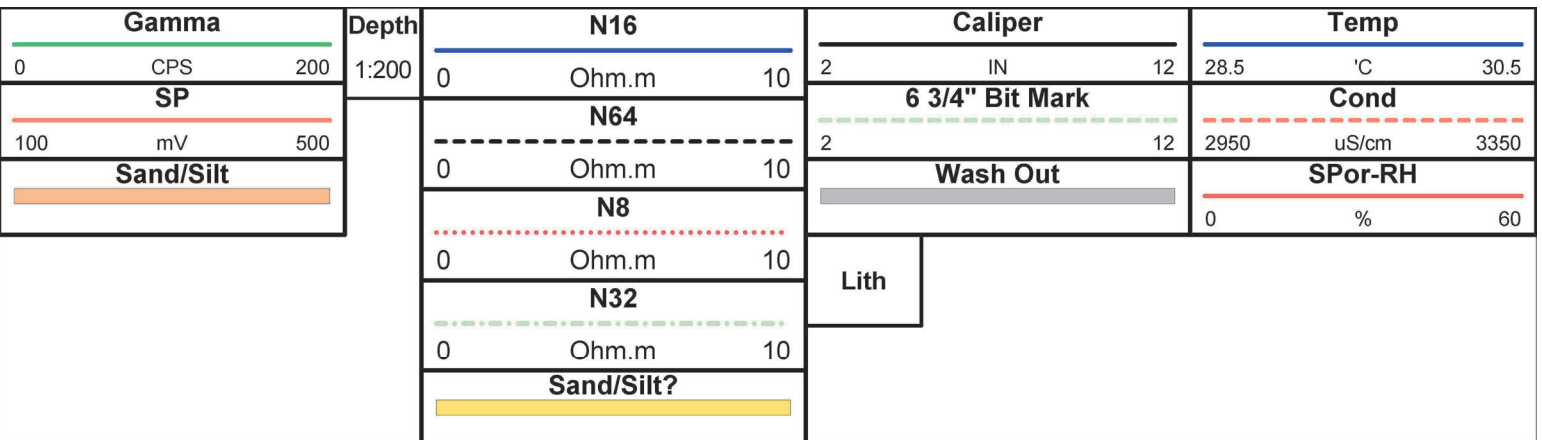 Gamma
0 CPS 200
SP
100 mV 500
Sand/Silt
Depth
1:200
N16
0 Ohm.m 10
N64
0 Ohm.m 10
N8
0 Ohm.m 10
N32
0 Ohm.m 10
Sand/Silt?
Caliper
2 IN 12
6 3/4" Bit Mark
2 12
Wash Out
Lith
Temp
28.5 'C 30.5
Cond
2950 uS/cm 3350
SPor-RH
0 % 60